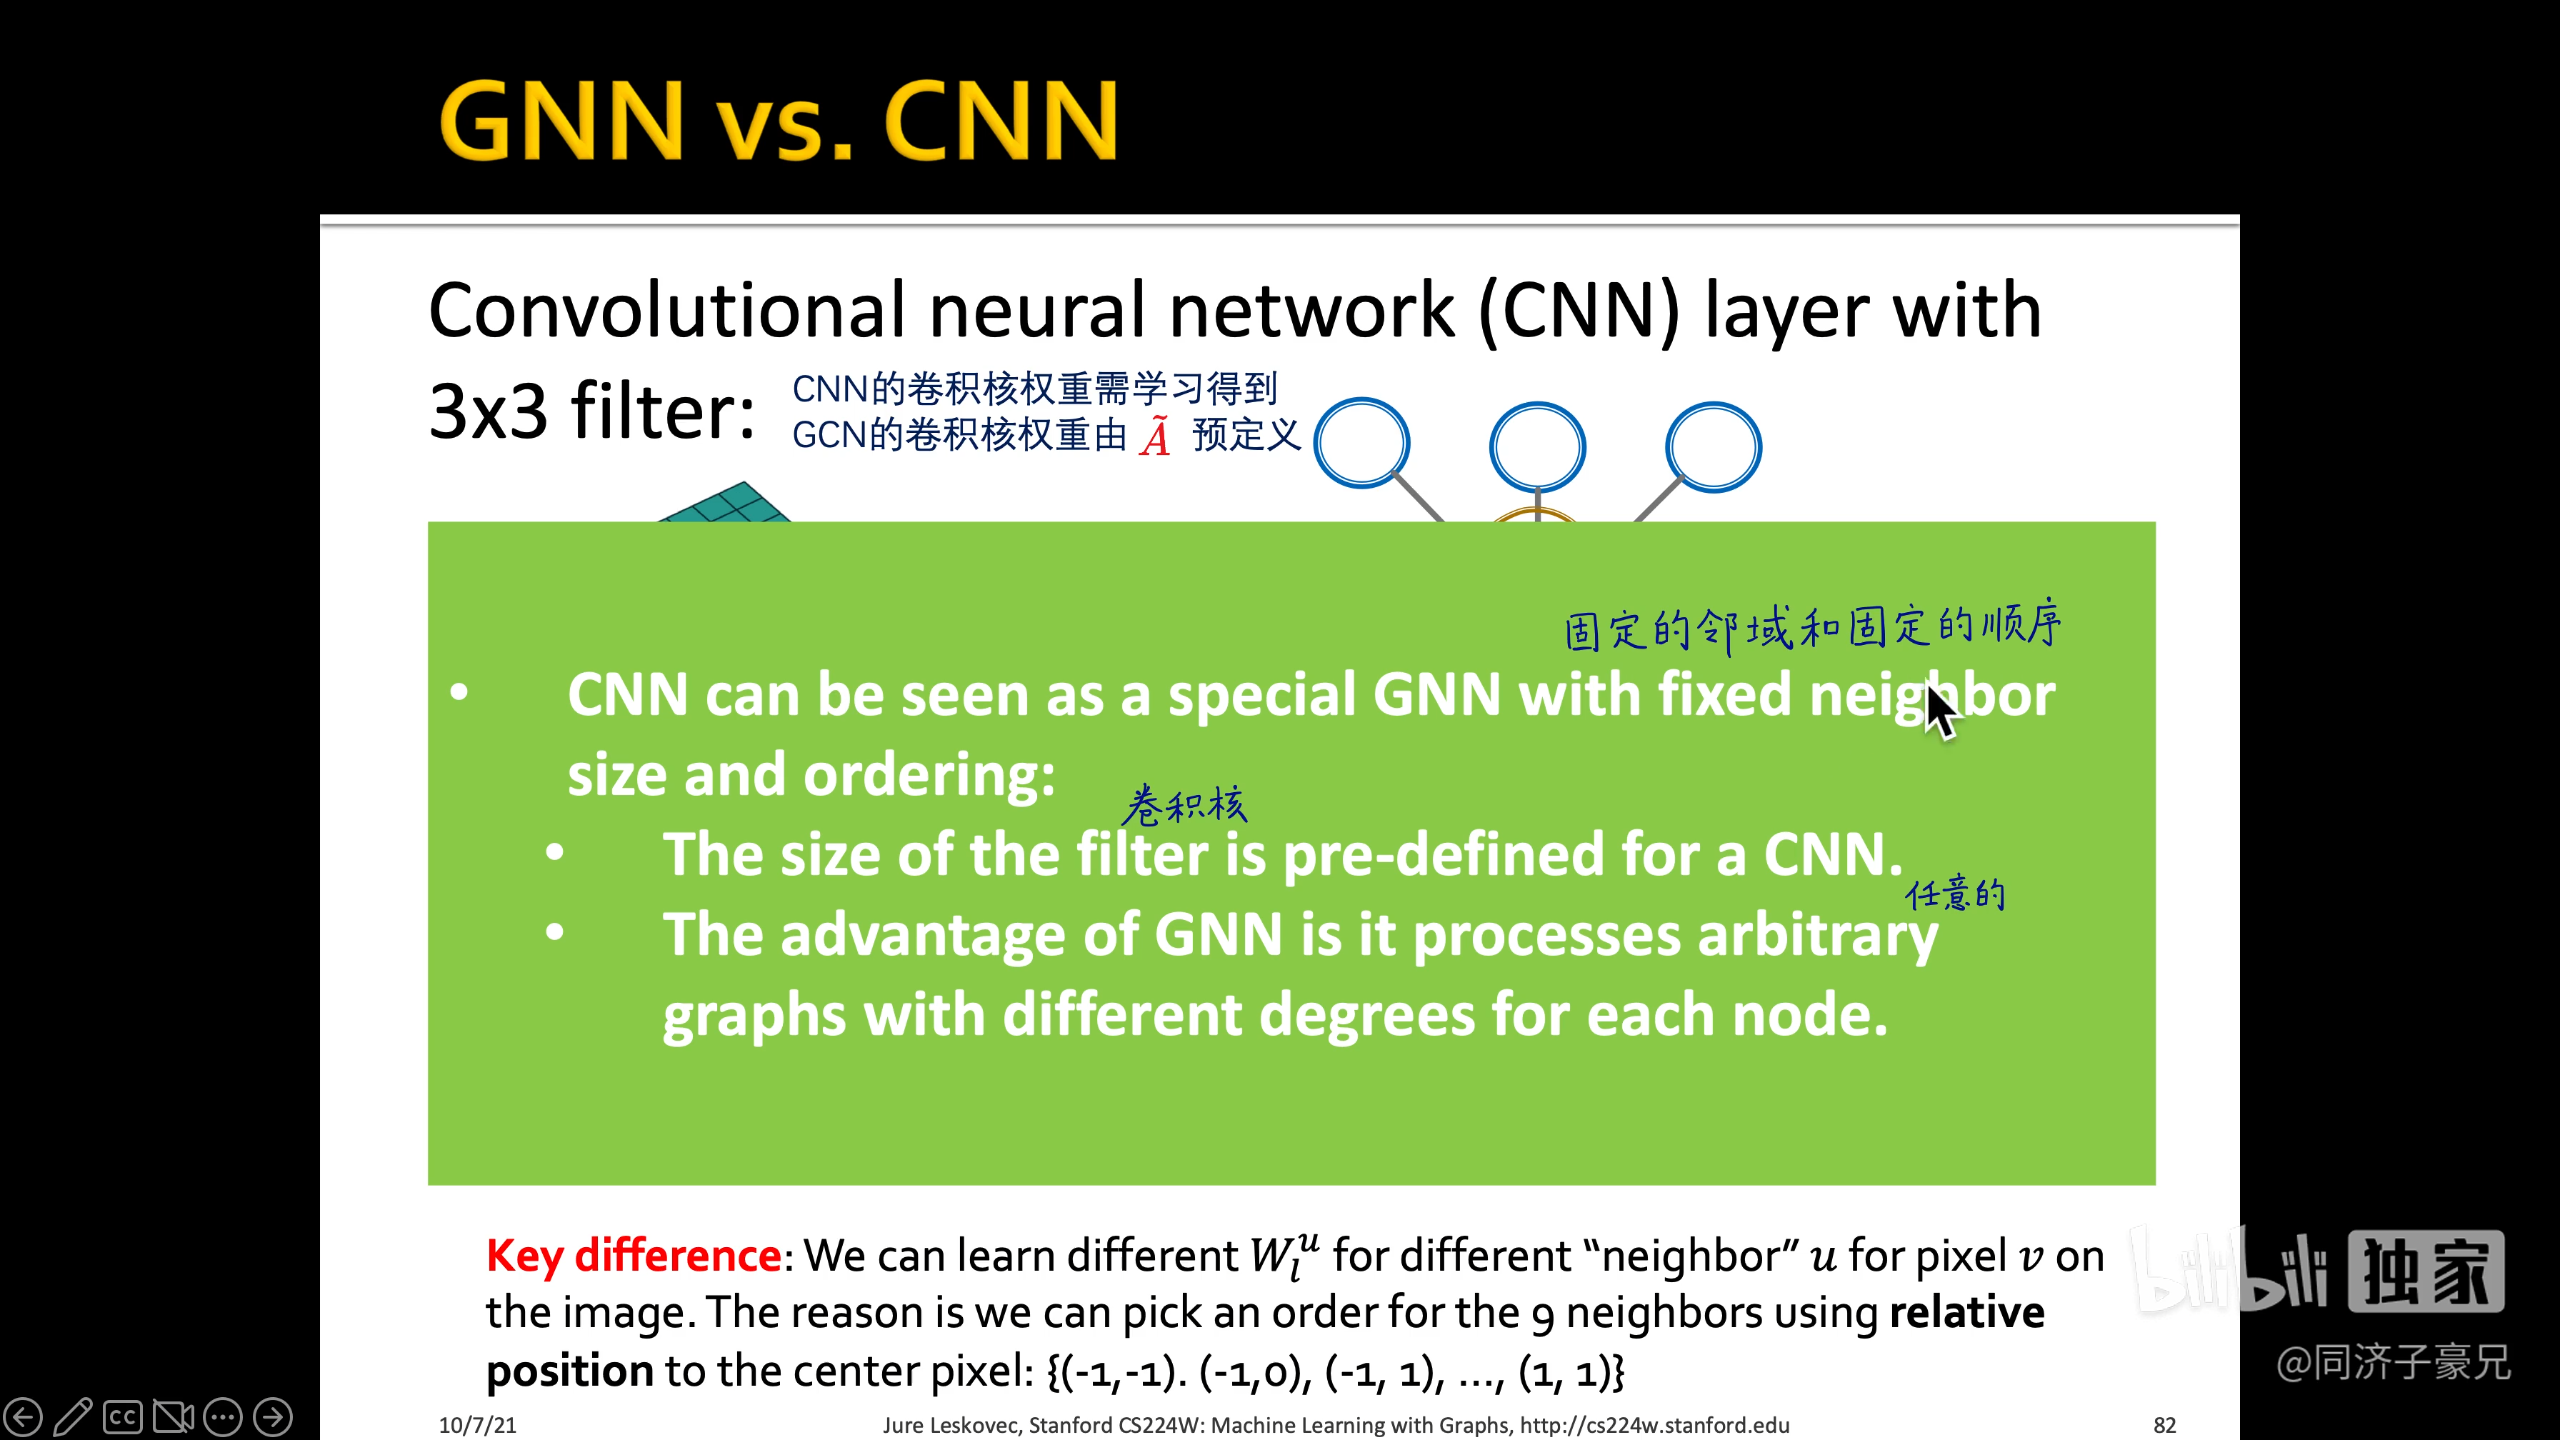 GNN vs. CNN
Convolutional neural network (CNN) layer with
3x3 filter:
CNN的卷积核权重需学习得到
GCN的卷积核权重由 Ã 预定义
固定的邻域和固定的顺序
• CNN can be seen as a special GNN with fixed neighbor
size and ordering:
卷积核
• The size of the filter is pre-defined for a CNN.
任意的
• The advantage of GNN is it processes arbitrary
graphs with different degrees for each node.
Key difference: We can learn different $W_l^u$ for different “neighbor” u for pixel v on
the image. The reason is we can pick an order for the 9 neighbors using relative
position to the center pixel: {(-1,-1). (-1,0), (-1, 1), …, (1, 1)}
bilibili 独家
@同济子豪兄
CC
10/7/21
Jure Leskovec, Stanford CS224W: Machine Learning with Graphs, http://cs224w.stanford.edu
82